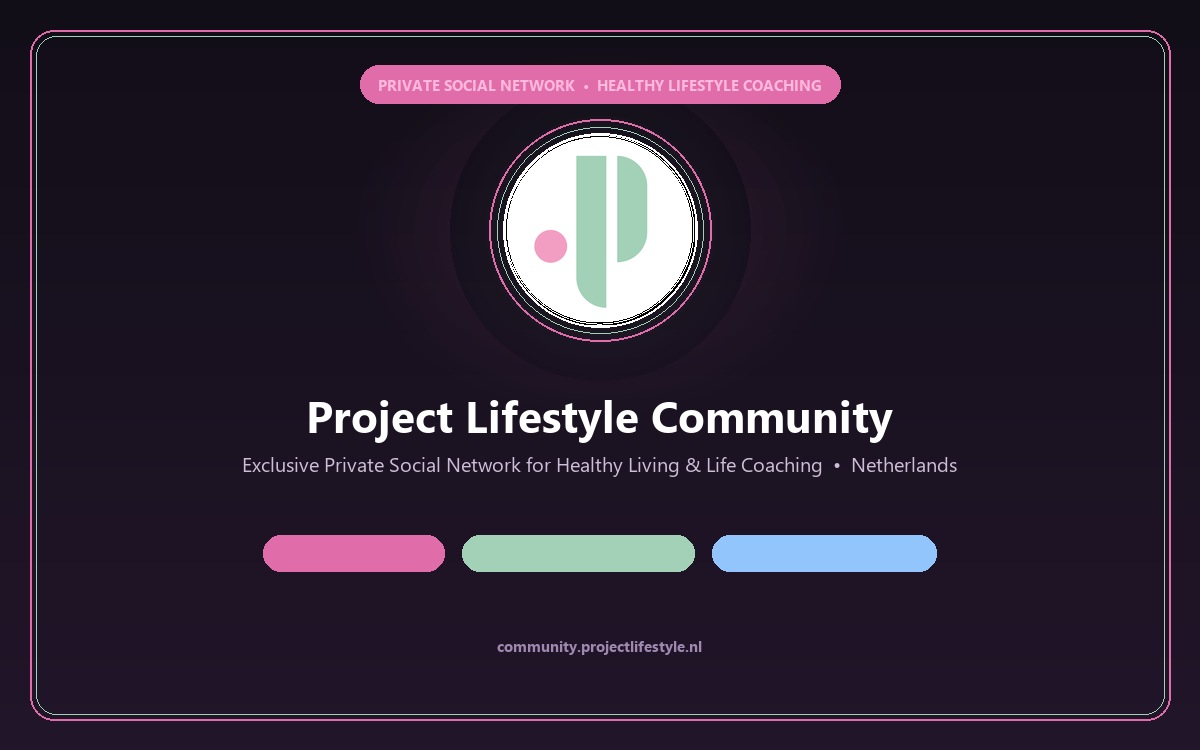 PRIVATE SOCIAL NETWORK • HEALTHY LIFESTYLE COACHING
Project Lifestyle Community
Exclusive Private Social Network for Healthy Living & Life Coaching • Netherlands
community.projectlifestyle.nl